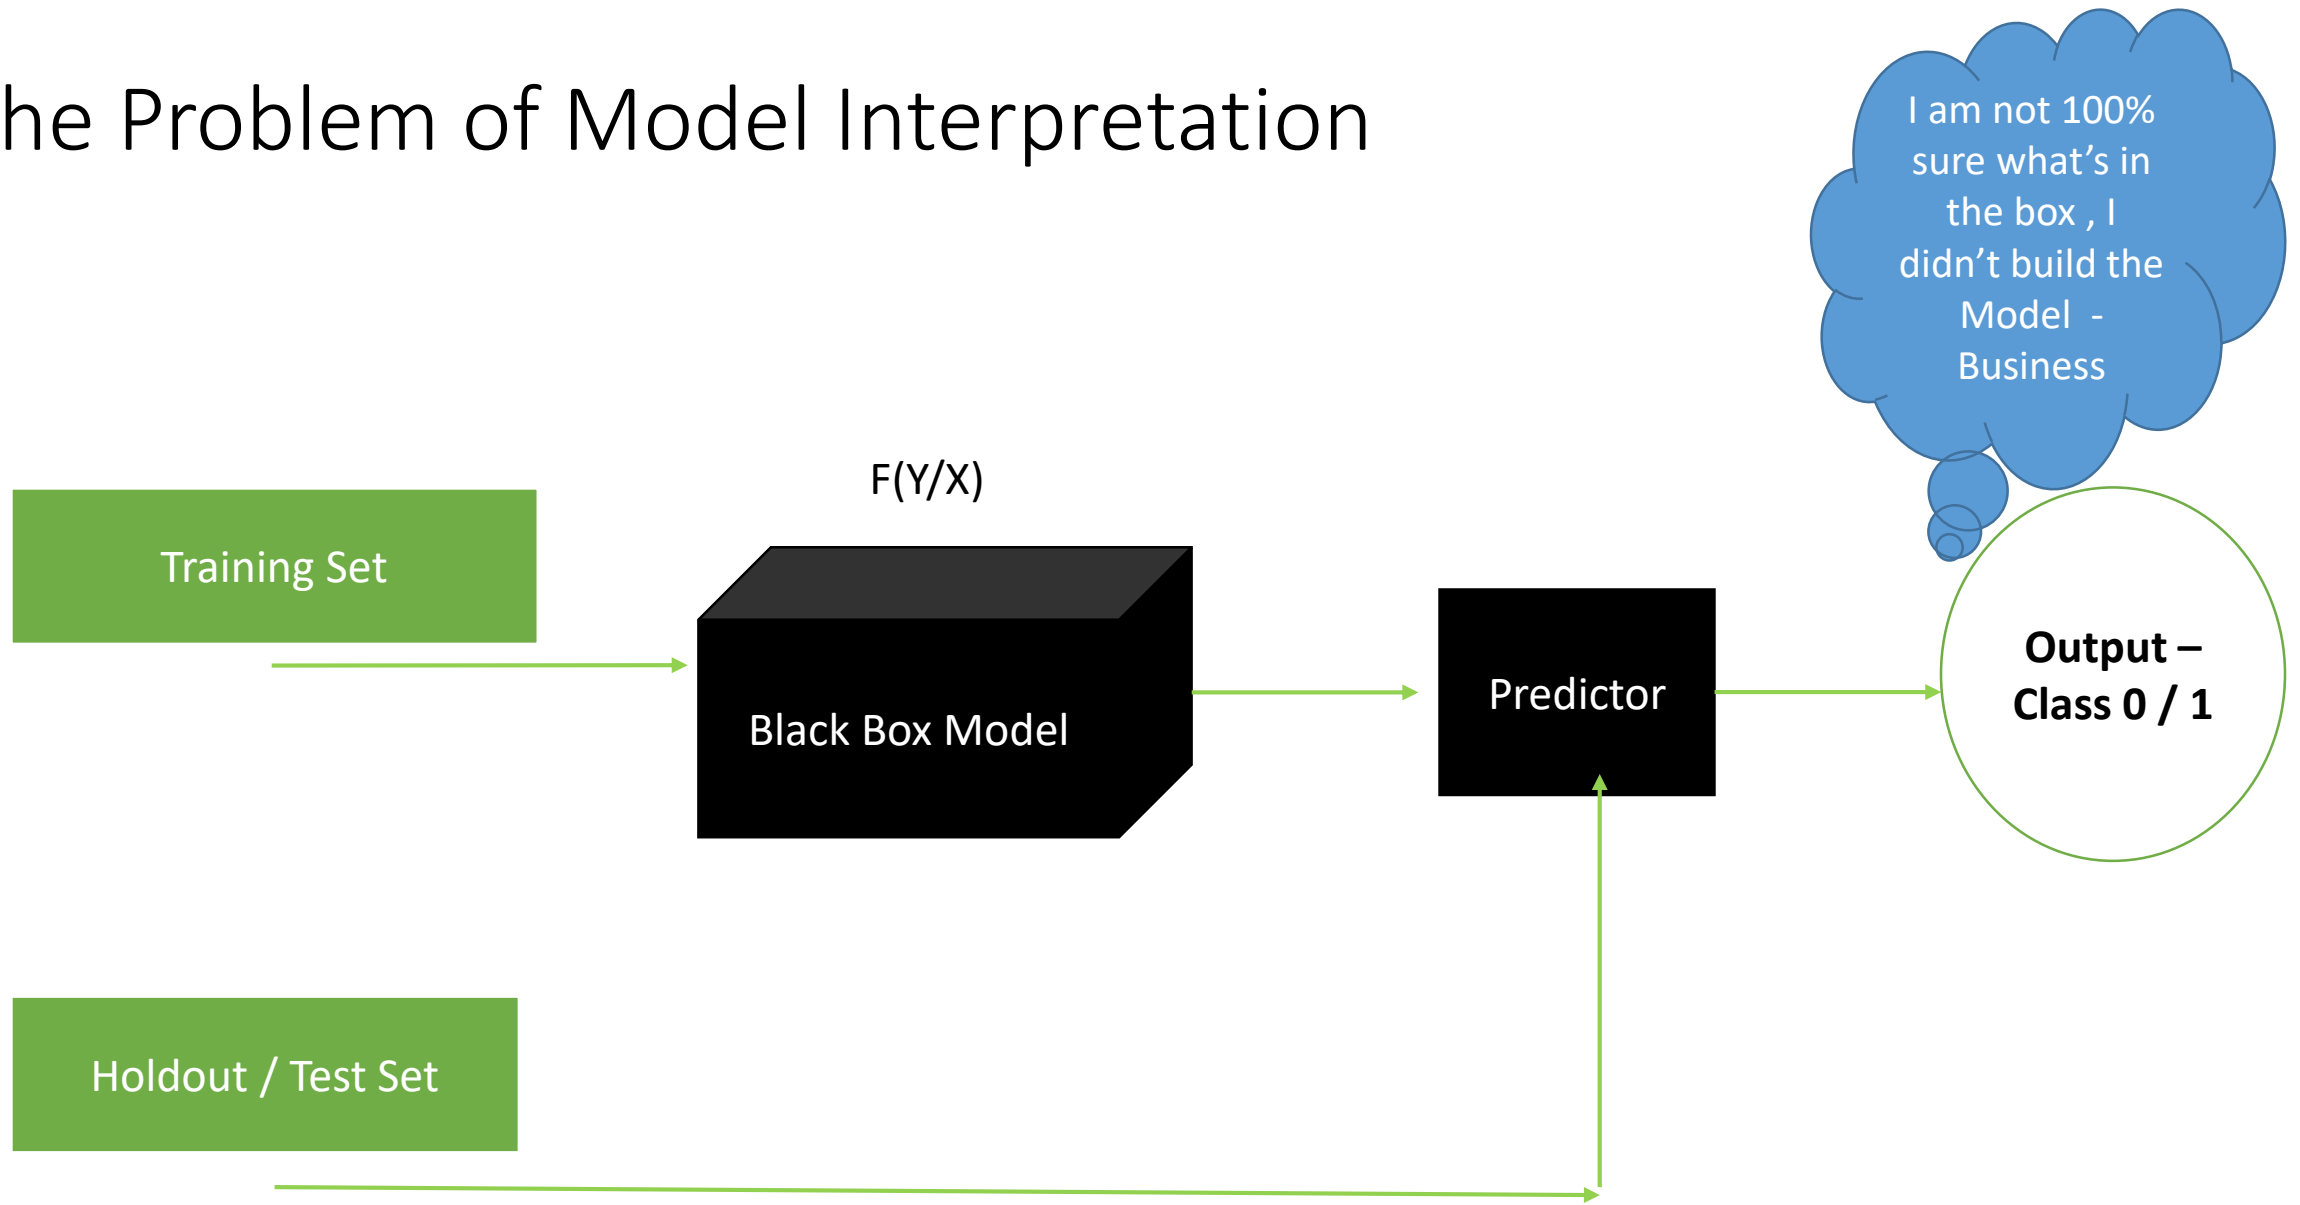 he Problem of Model Interpretation
I am not 100%
sure what's in
the box , I
didn't build the
Model -
Business
F(Y/X)
Training Set
Black Box Model
Predictor
Output –
Class 0 / 1
Holdout / Test Set